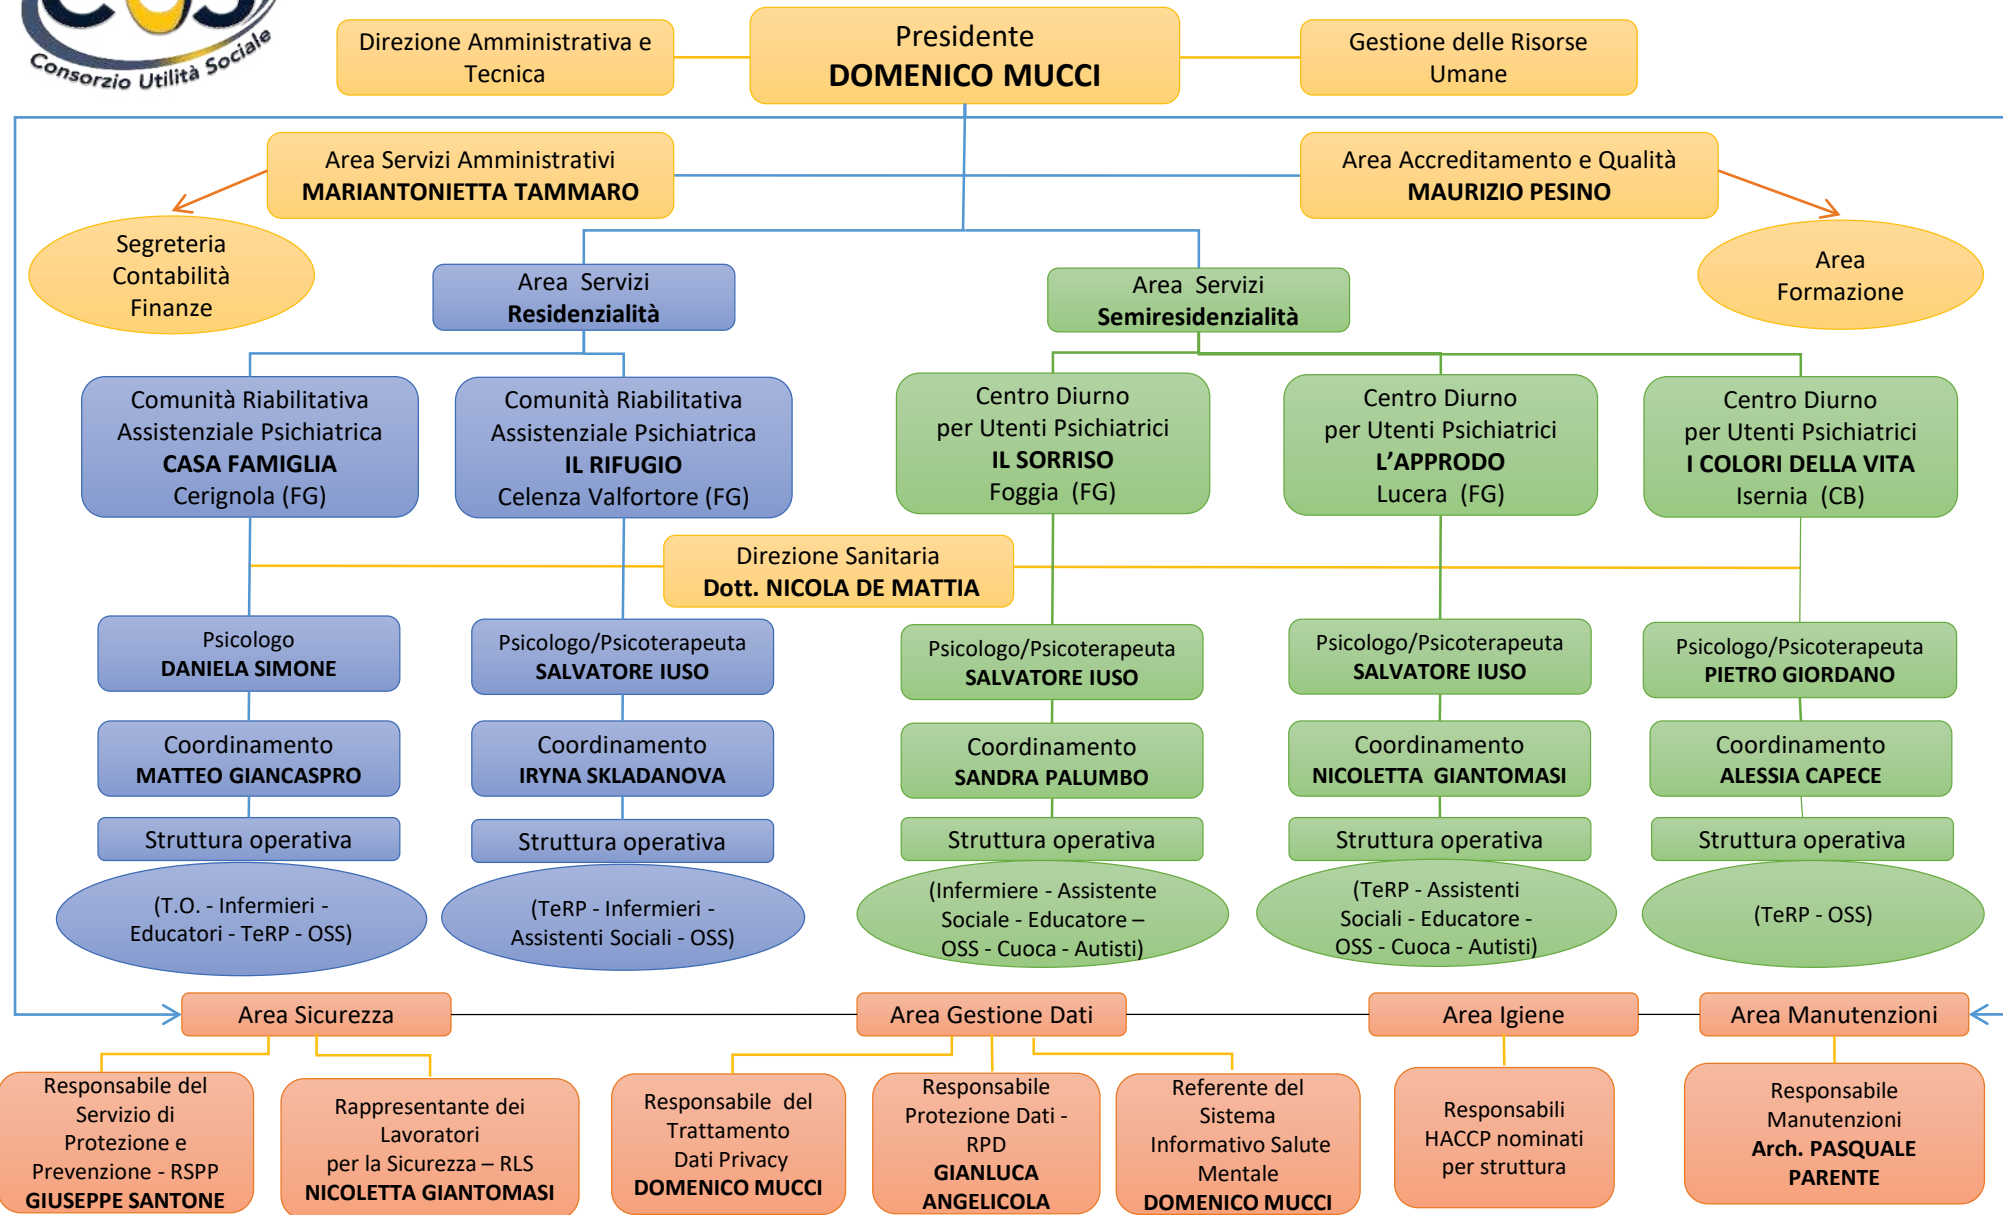 CUS
Consorzio Utilità Sociale
Direzione Amministrativa e
Tecnica
Presidente
DOMENICO MUCCI
Gestione delle Risorse
Umane
Area Servizi Amministrativi
MARIANTONIETTA TAMMARO
Area Accreditamento e Qualità
MAURIZIO PESINO
Segreteria
Contabilità
Finanze
Area
Formazione
Area Servizi
Residenzialità
Area Servizi
Semiresidenzialità
Comunità Riabilitativa
Assistenziale Psichiatrica
CASA FAMIGLIA
Cerignola (FG)
Comunità Riabilitativa
Assistenziale Psichiatrica
IL RIFUGIO
Celenza Valfortore (FG)
Centro Diurno
per Utenti Psichiatrici
IL SORRISO
Foggia (FG)
Centro Diurno
per Utenti Psichiatrici
L’APPRODO
Lucera (FG)
Centro Diurno
per Utenti Psichiatrici
I COLORI DELLA VITA
Isernia (CB)
Direzione Sanitaria
Dott. NICOLA DE MATTIA
Psicologo
DANIELA SIMONE
Psicologo/Psicoterapeuta
SALVATORE IUSO
Psicologo/Psicoterapeuta
SALVATORE IUSO
Psicologo/Psicoterapeuta
SALVATORE IUSO
Psicologo/Psicoterapeuta
PIETRO GIORDANO
Coordinamento
MATTEO GIANCASPRO
Coordinamento
IRYNA SKLADANOVA
Coordinamento
SANDRA PALUMBO
Coordinamento
NICOLETTA GIANTOMASI
Coordinamento
ALESSIA CAPECE
Struttura operativa
Struttura operativa
Struttura operativa
Struttura operativa
Struttura operativa
(T.O. - Infermieri -
Educatori - TeRP - OSS)
(TeRP - Infermieri -
Assistenti Sociali - OSS)
(Infermiere - Assistente
Sociale - Educatore –
OSS - Cuoca - Autisti)
(TeRP - Assistenti
Sociali - Educatore -
OSS - Cuoca - Autisti)
(TeRP - OSS)
Area Sicurezza
Area Gestione Dati
Area Igiene
Area Manutenzioni
Responsabile del
Servizio di
Protezione e
Prevenzione - RSPP
GIUSEPPE SANTONE
Rappresentante dei
Lavoratori
per la Sicurezza – RLS
NICOLETTA GIANTOMASI
Responsabile del
Trattamento
Dati Privacy
DOMENICO MUCCI
Responsabile
Protezione Dati -
RPD
GIANLUCA
ANGELICOLA
Referente del
Sistema
Informativo Salute
Mentale
DOMENICO MUCCI
Responsabili
HACCP nominati
per struttura
Responsabile
Manutenzioni
Arch. PASQUALE
PARENTE